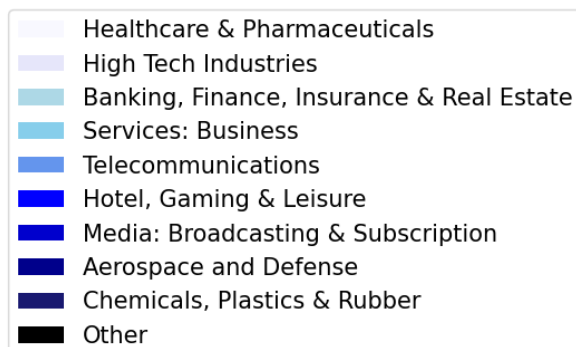 Healthcare & Pharmaceuticals
High Tech Industries
Banking, Finance, Insurance & Real Estate
Services: Business
Telecommunications
Hotel, Gaming & Leisure
Media: Broadcasting & Subscription
Aerospace and Defense
Chemicals, Plastics & Rubber
Other